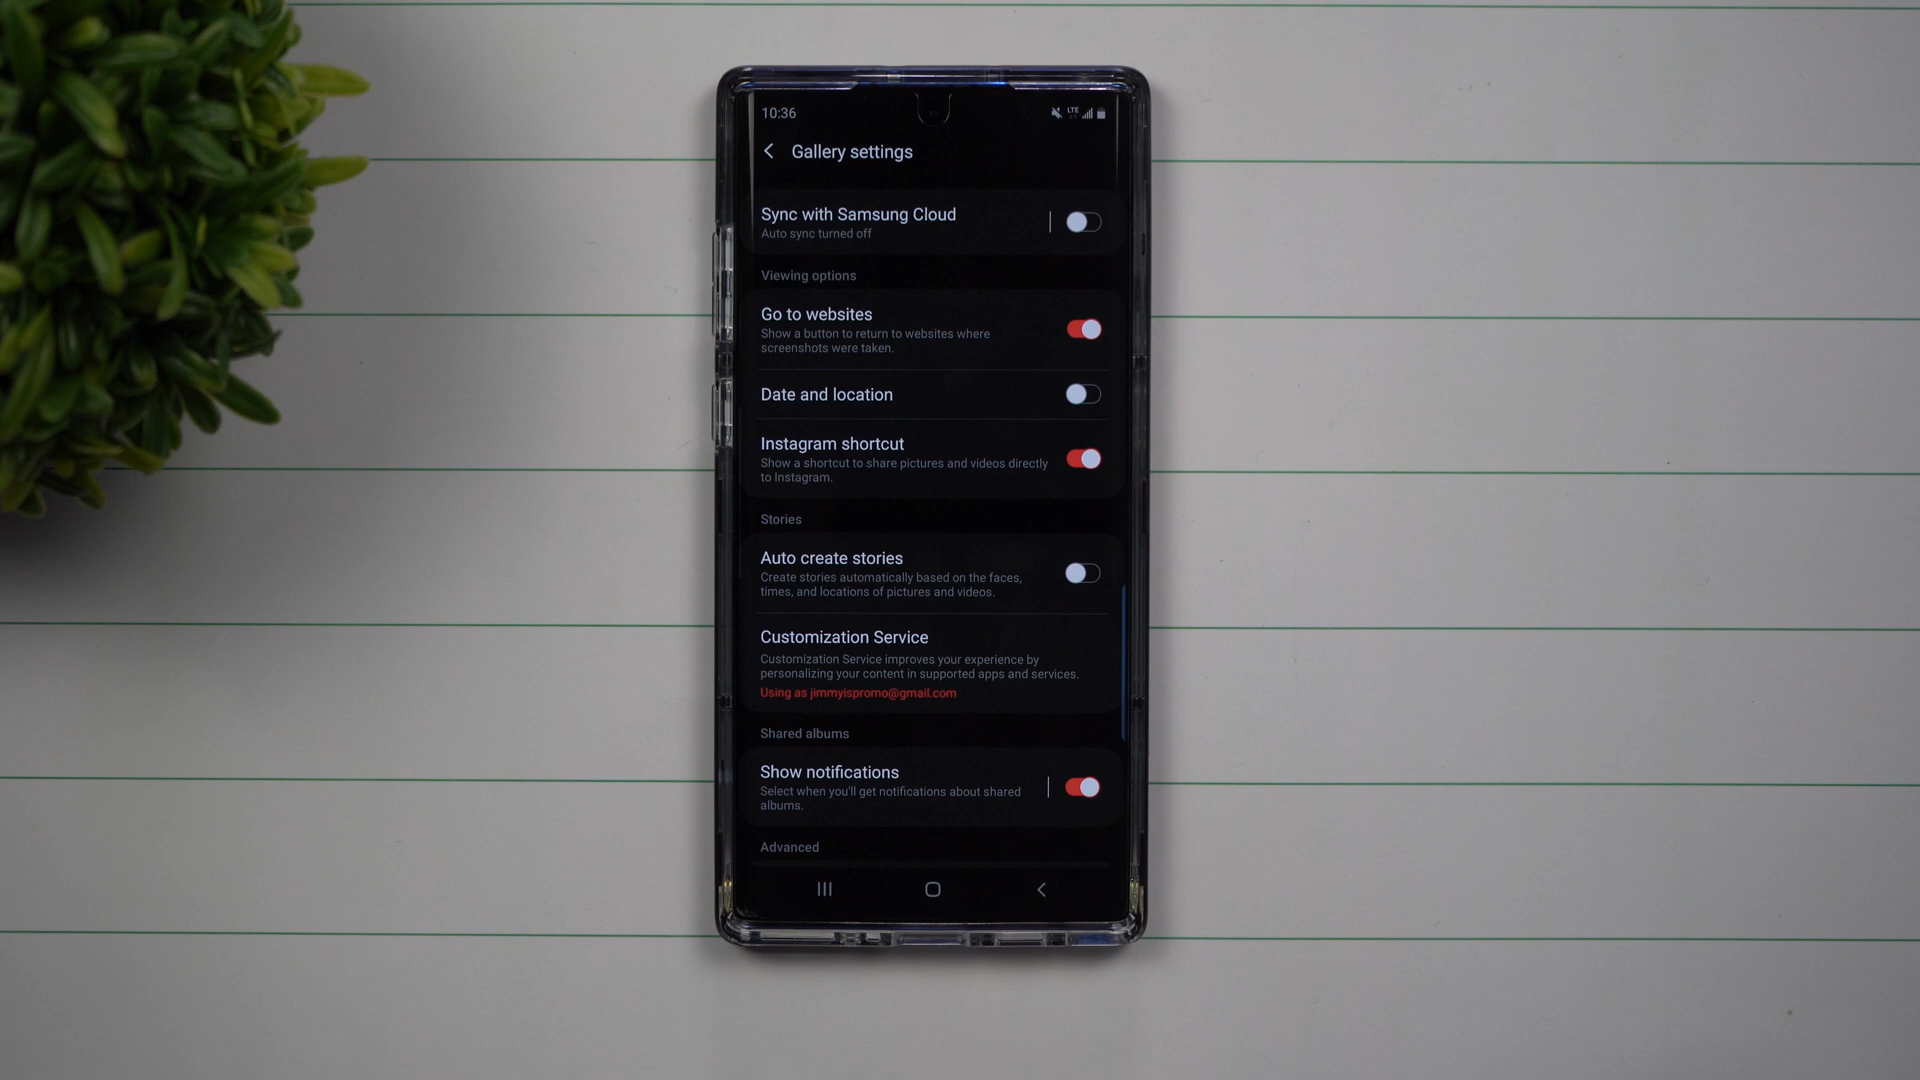 10:36
LTE
Gallery settings
Sync with Samsung Cloud
Auto sync turned off
Viewing options
Go to websites
Show a button to return to websites where
screenshots were taken.
Date and location
Instagram shortcut
Show a shortcut to share pictures and videos directly
to Instagram.
Stories
Auto create stories
Create stories automatically based on the faces,
times, and locations of pictures and videos.
Customization Service
Customization Service improves your experience by
personalizing your content in supported apps and services.
Using as jimmyispromo@gmail.com
Shared albums
Show notifications
Select when you'll get notifications about shared
albums.
Advanced